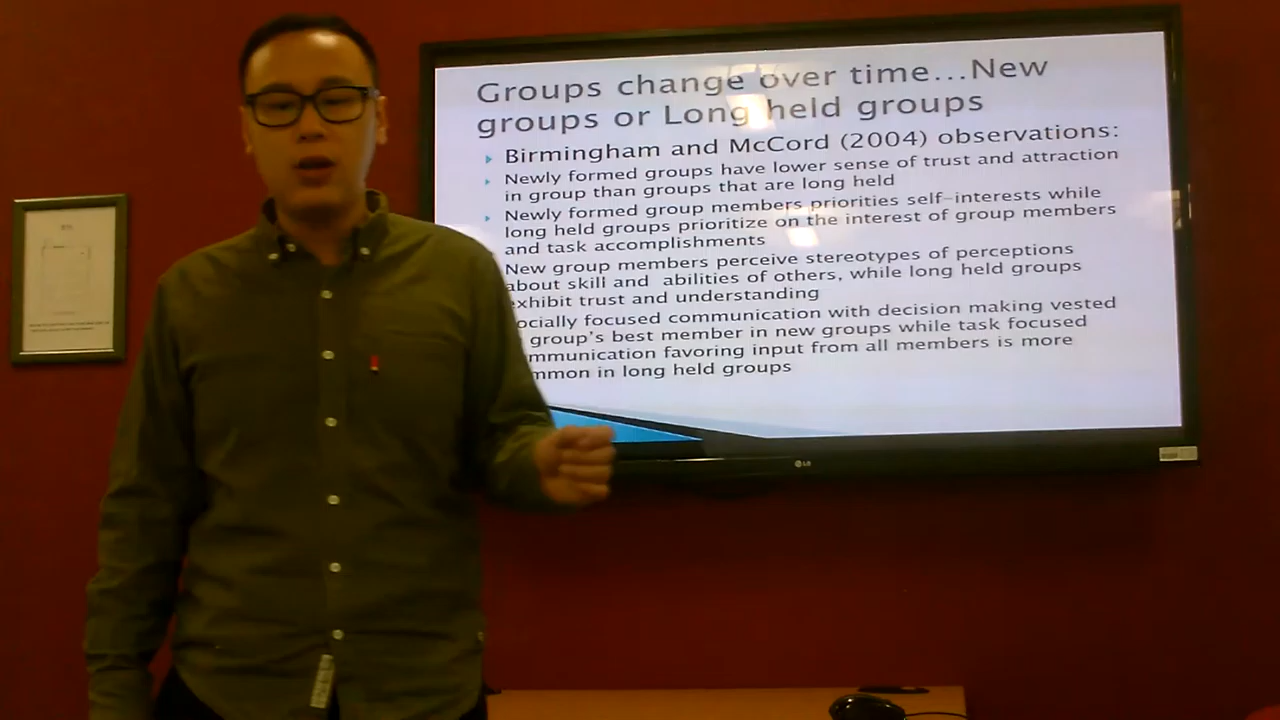 Groups change over time...New
groups or Long held groups
Birmingham and McCord (2004) observations:
Newly formed groups have lower sense of trust and attraction
in group than groups that are long held
Newly formed group members priorities self-interests while
long held groups prioritize on the interest of group members
and task accomplishments
New group members perceive stereotypes of perceptions
about skill and abilities of others, while long held groups
xhibit trust and understanding
ocially focused communication with decision making vested
group's best member in new groups while task focused
mmunication favoring input from all members is more
mmon in long held groups
LG